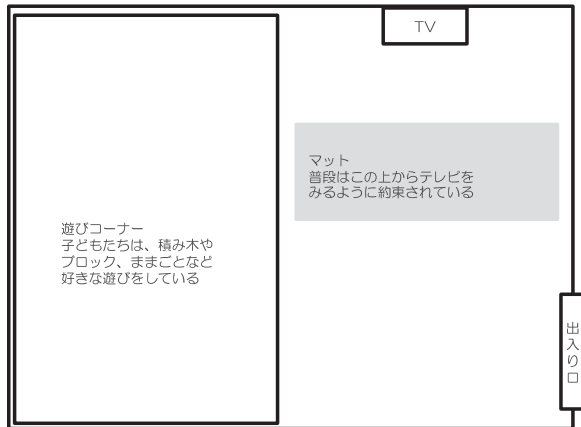 TV
マット
普段はこの上からテレビを
みるように約束されている
遊びコーナー
子どもたちは、積み木や
ブロック、ままごとなど
好きな遊びをしている
出入り口